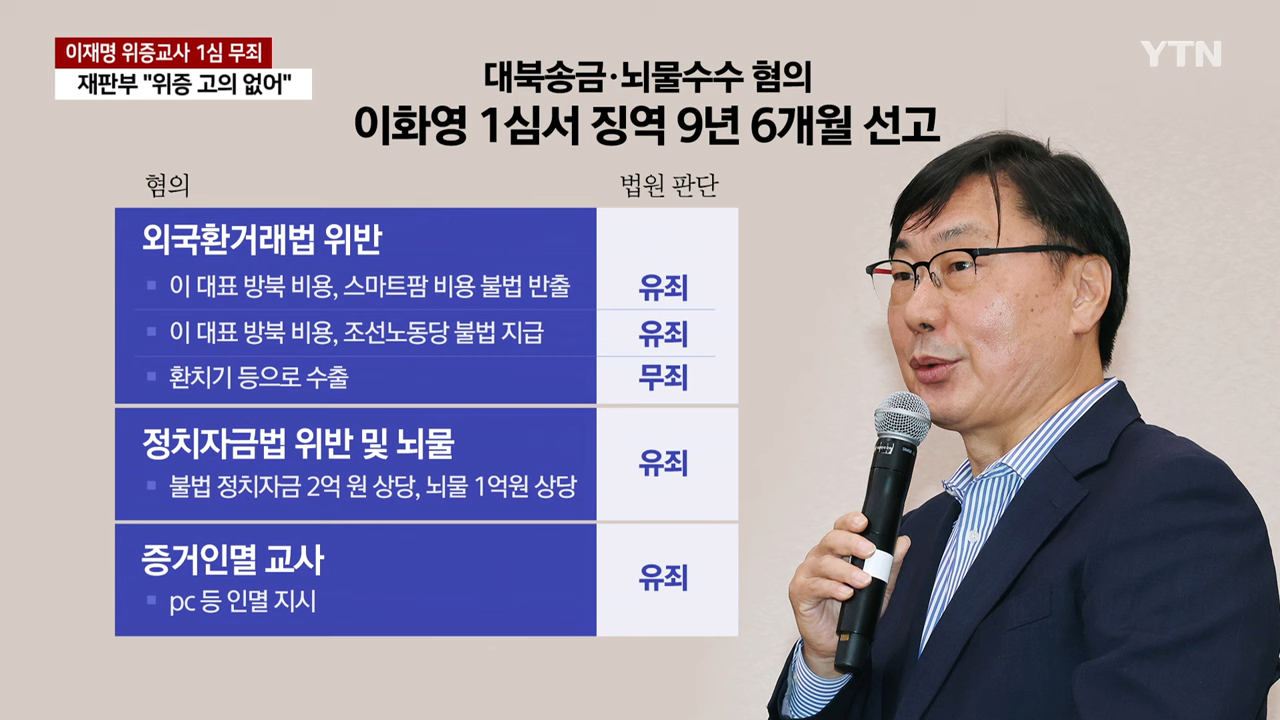 이재명 위증교사 1심 무죄
재판부 "위증 고의 없어"
YTN
대북송금·뇌물수수 혐의
이화영 1심서 징역 9년 6개월 선고
혐의 법원 판단
외국환거래법 위반
이 대표 방북 비용, 스마트팜 비용 불법 반출 유죄
이 대표 방북 비용, 조선노동당 불법 지급 유죄
환치기 등으로 수출 무죄
정치자금법 위반 및 뇌물
불법 정치자금 2억 원 상당, 뇌물 1억원 상당 유죄
증거인멸 교사
pc 등 인멸 지시 유죄